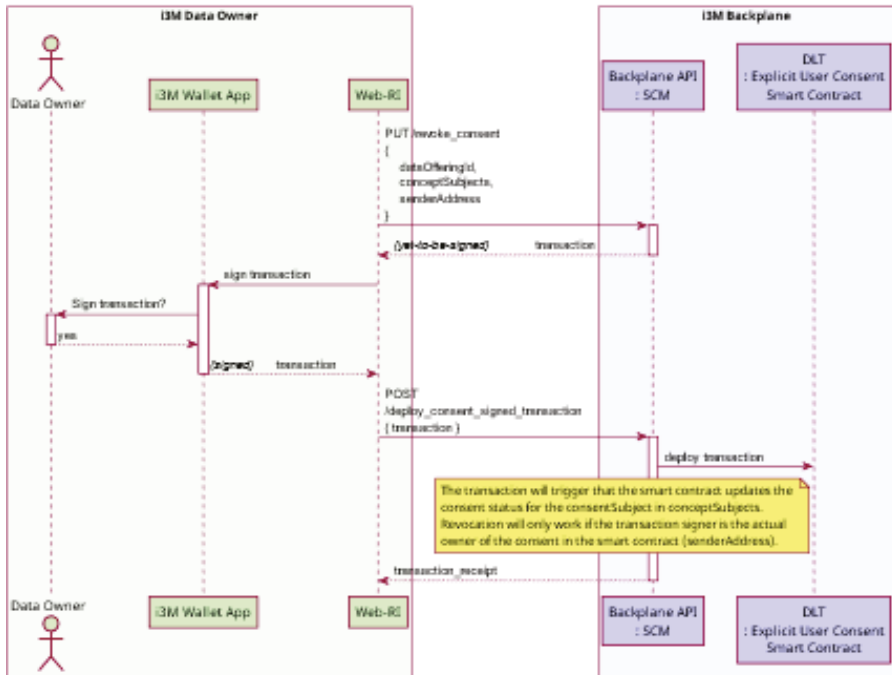 i3M Data Owner
i3M Backplane
Data Owner
i3M Wallet App
Web-RI
Backplane API
: SCM
DLT
: Explicit User Consent
Smart Contract
PUT /revoke_consent
{
dataOfferingId,
conceptSubjects,
senderAddress
}
(yet-to-be-signed) transaction
sign transaction
Sign transaction?
yes
(signed) transaction
POST
/deploy_consent_signed_transaction
{ transaction }
deploy transaction
The transaction will trigger that the smart contract updates the
consent status for the consentSubject in conceptSubjects.
Revocation will only work if the transaction signer is the actual
owner of the consent in the smart contract (senderAddress).
transaction_receipt
Data Owner
i3M Wallet App
Web-RI
Backplane API
: SCM
DLT
: Explicit User Consent
Smart Contract